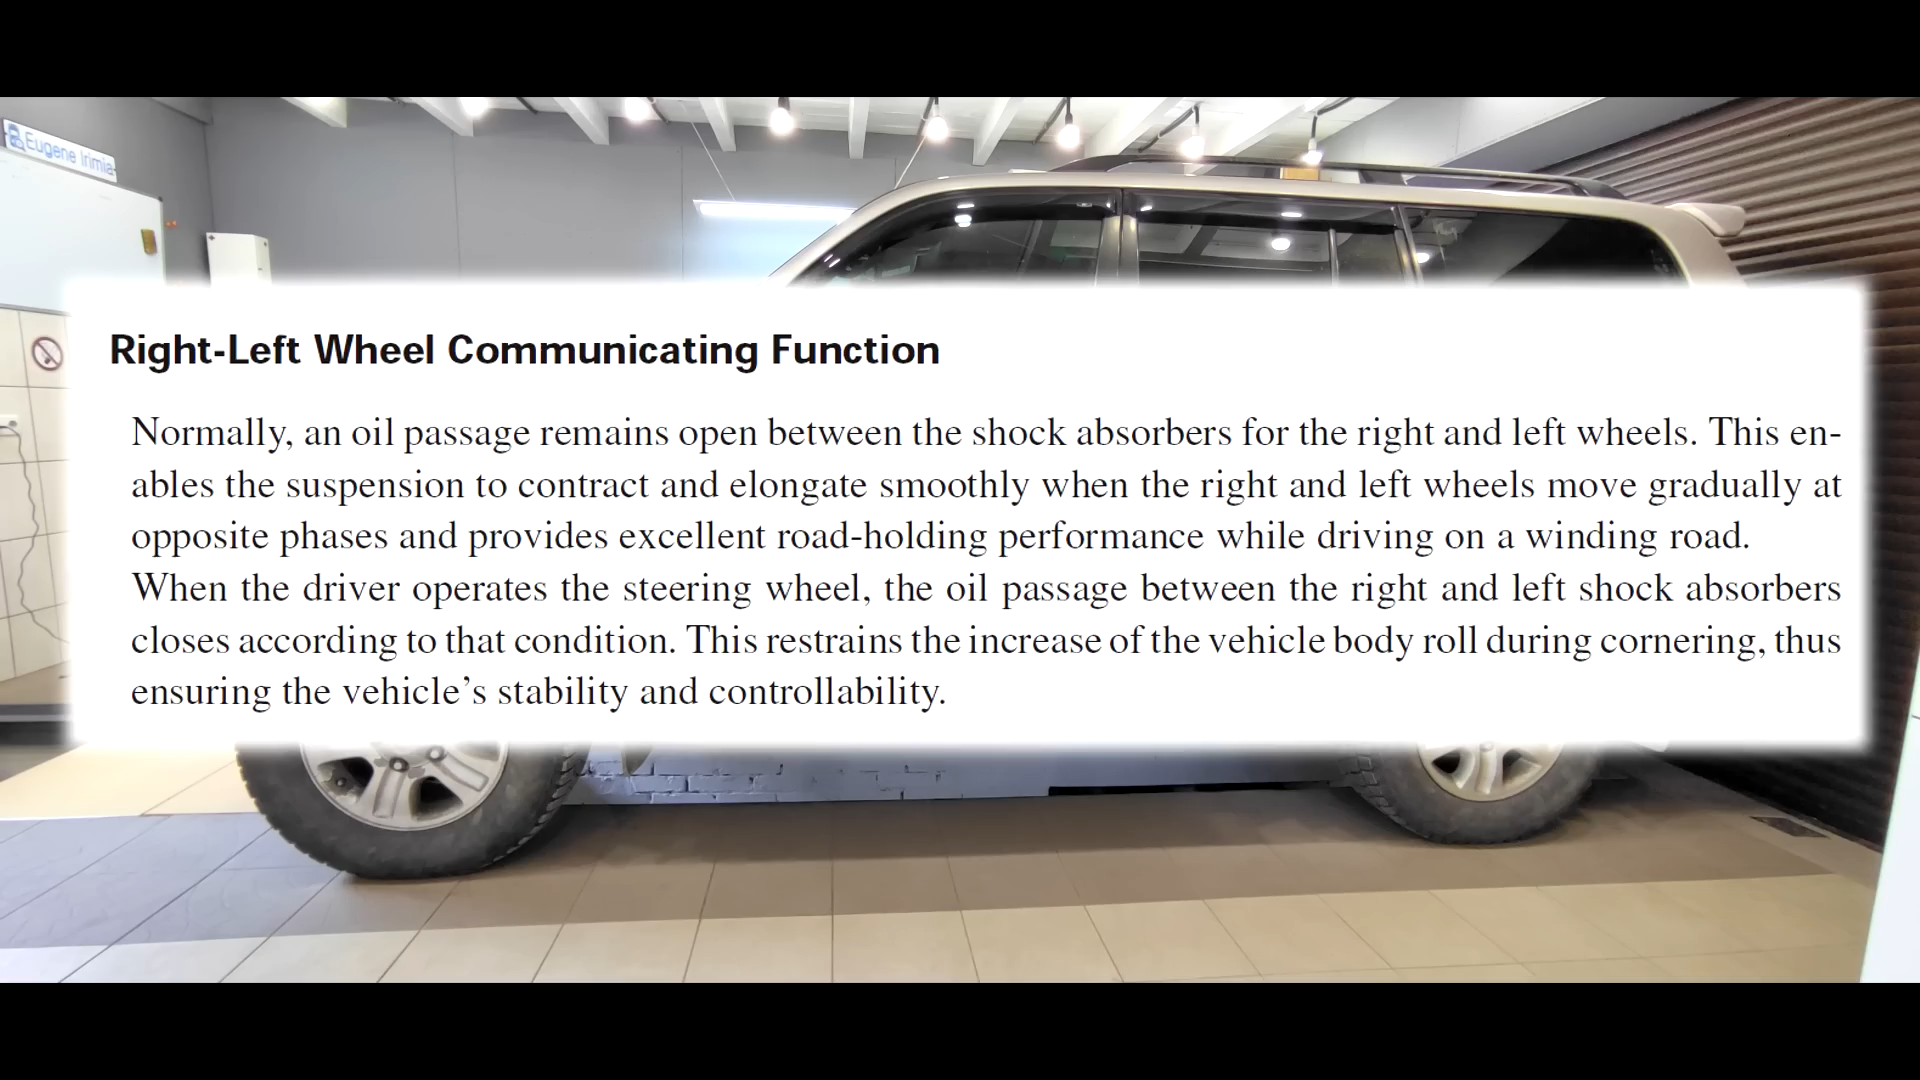 Eugene Irimia
Right-Left Wheel Communicating Function
Normally, an oil passage remains open between the shock absorbers for the right and left wheels. This en-
ables the suspension to contract and elongate smoothly when the right and left wheels move gradually at
opposite phases and provides excellent road-holding performance while driving on a winding road.
When the driver operates the steering wheel, the oil passage between the right and left shock absorbers
closes according to that condition. This restrains the increase of the vehicle body roll during cornering, thus
ensuring the vehicle’s stability and controllability.